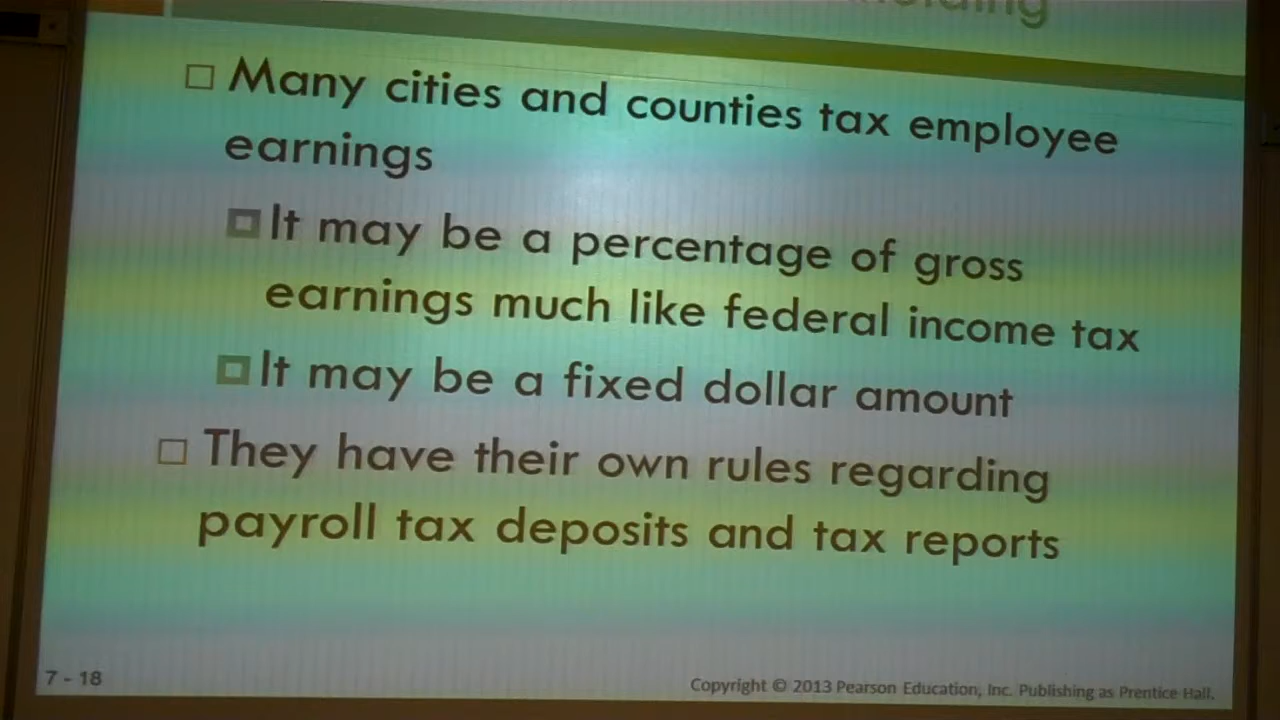 Many cities and counties tax employee
earnings
It may be a percentage of gross
earnings much like federal income tax
It may be a fixed dollar amount
They have their own rules regarding
payroll tax deposits and tax reports
7 - 18
Copyright © 2013 Pearson Education, Inc. Publishing as Prentice Hall.